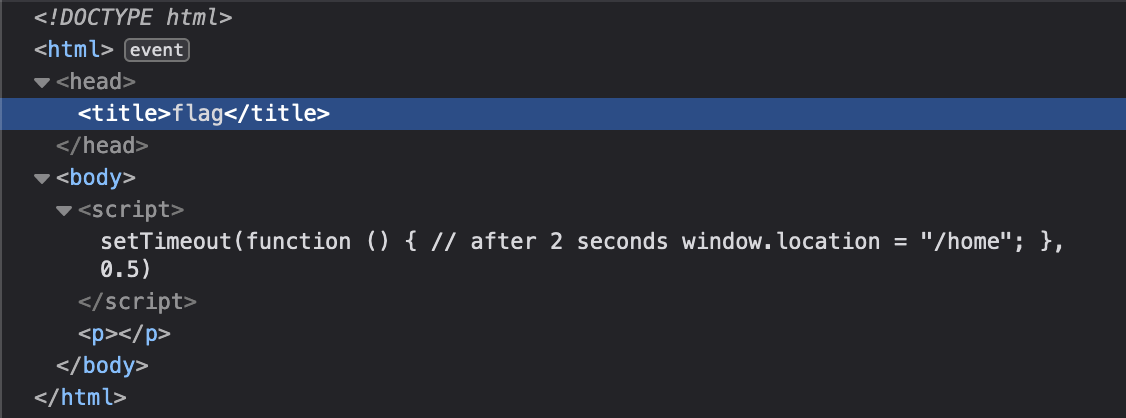 <!DOCTYPE html>
<html> event
<head>
<title>flag</title>
</head>
<body>
<script>
setTimeout(function () { // after 2 seconds window.location = "/home"; },
0.5)
</script>
<p></p>
</body>
</html>